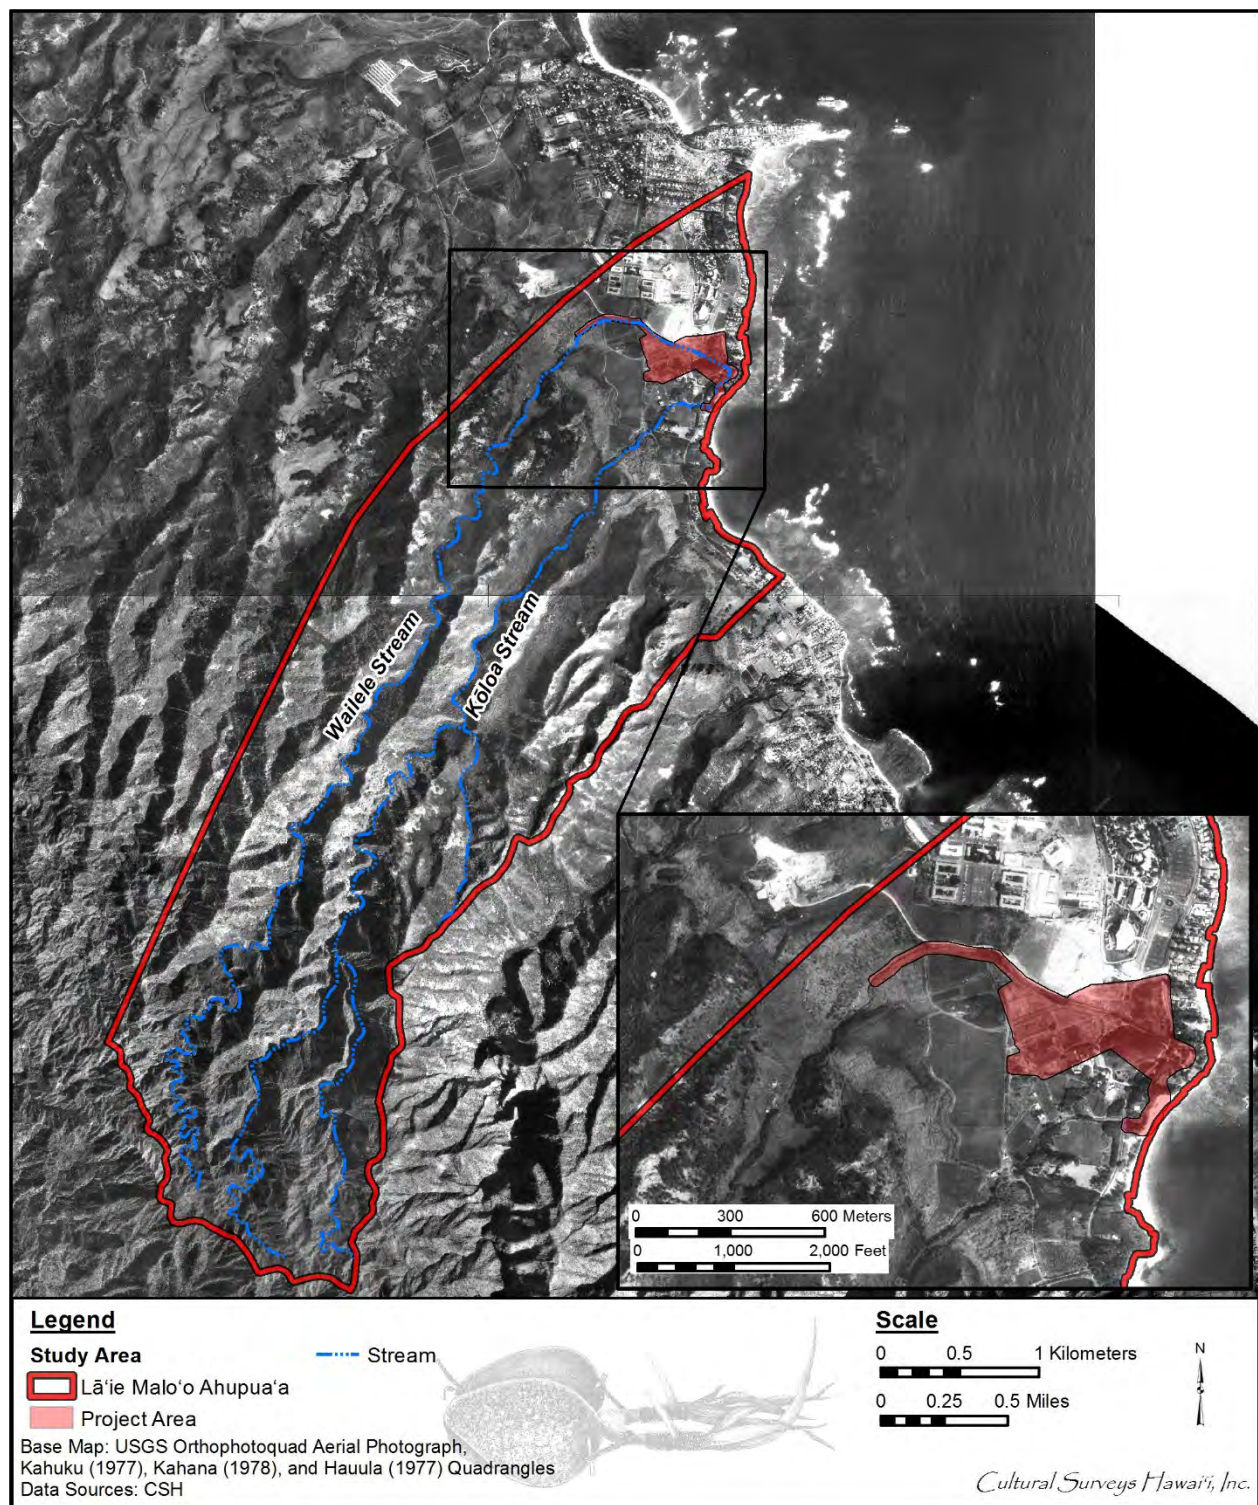 Wailele Stream
Kōloa Stream
0 300 600 Meters
0 1,000 2,000 Feet
Legend
Study Area
Stream
Lā‘ie Malo‘o Ahupua‘a
Project Area
Base Map: USGS Orthophotoquad Aerial Photograph,
Kahuku (1977), Kahana (1978), and Hauula (1977) Quadrangles
Data Sources: CSH
Scale
0 0.5 1 Kilometers
0 0.25 0.5 Miles
N
Cultural Surveys Hawai‘i, Inc.